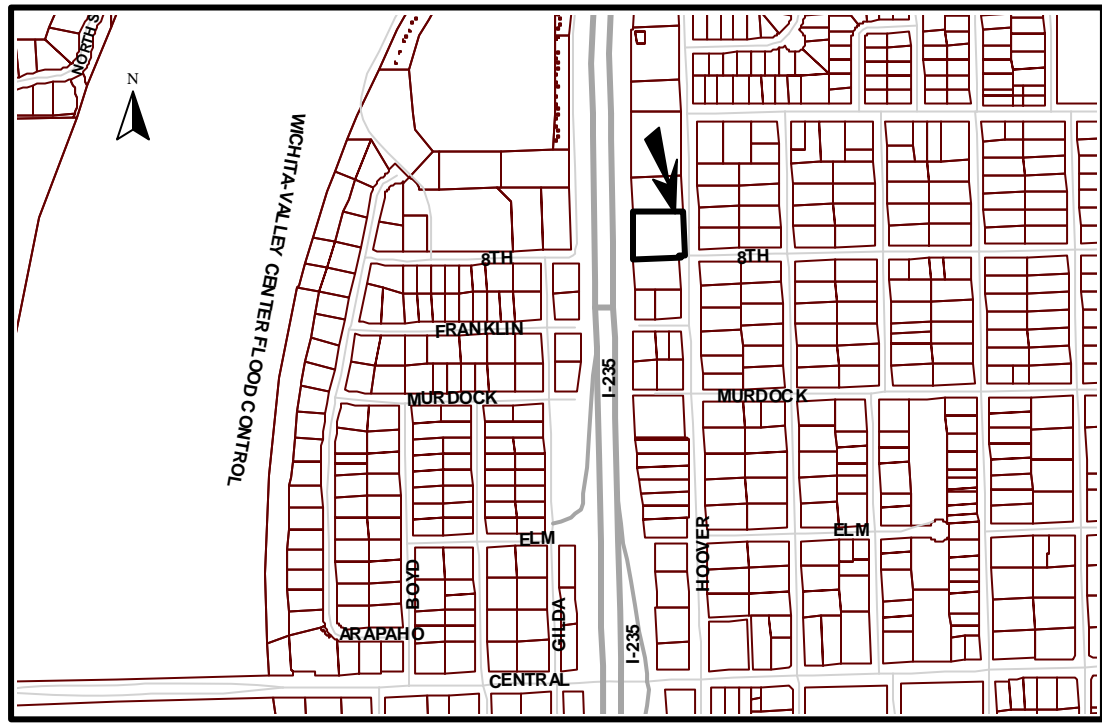 NORTH S
N
WICHITA-VALLEY CENTER FLOOD CONTROL
8TH
8TH
FRANKLIN
I-235
MURDOCK
MURDOCK
HOOVER
ELM
ELM
BOYD
GILDA
ARAPAHO
I-235
CENTRAL